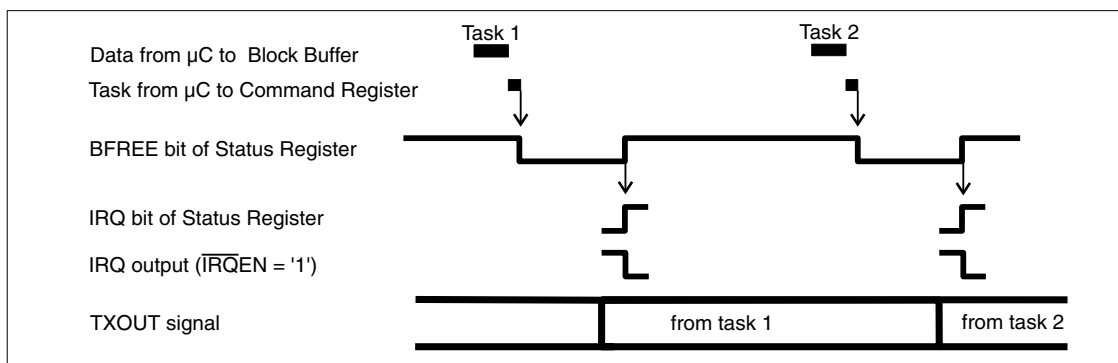 Task 1
Task 2
Data from µC to Block Buffer
Task from µC to Command Register
BFREE bit of Status Register
IRQ bit of Status Register
IRQ output (I̅R̅Q̅EN = '1')
TXOUT signal
from task 1
from task 2